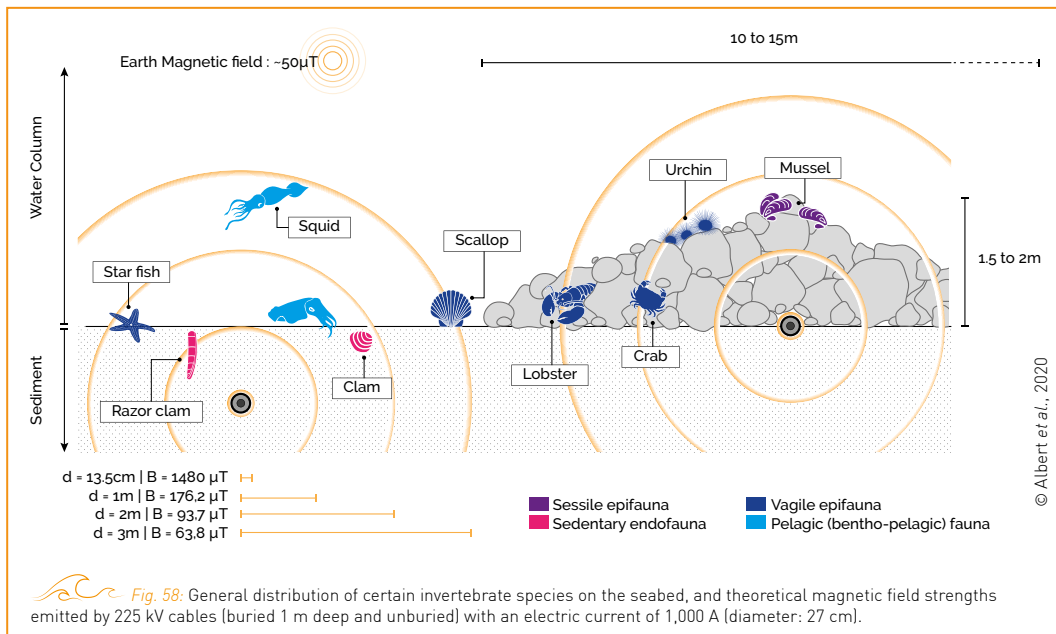 Earth Magnetic field : ~50µT
10 to 15m
Water Column
Urchin
Mussel
Squid
Scallop
Star fish
1.5 to 2m
Sediment
Razor clam
Clam
Lobster
Crab
d = 13.5cm | B = 1480 µT
d = 1m | B = 176,2 µT
d = 2m | B = 93,7 µT
d = 3m | B = 63,8 µT
Sessile epifauna
Sedentary endofauna
Vagile epifauna
Pelagic (bentho-pelagic) fauna
© Albert et al., 2020
Fig. 58: General distribution of certain invertebrate species on the seabed, and theoretical magnetic field strengths
emitted by 225 kV cables (buried 1 m deep and unburied) with an electric current of 1,000 A (diameter: 27 cm).